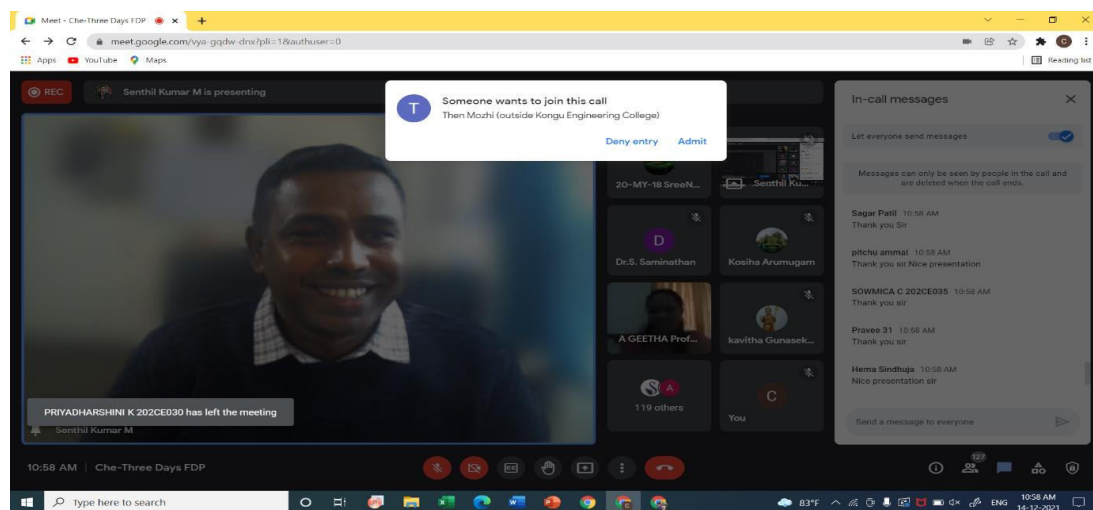 Meet - Che-Three Days FDP
meet.google.com/vya-gqdw-dnx?pli=1&authuser=0
Apps YouTube Maps Reading list
REC Senthil Kumar M is presenting
T
Someone wants to join this call
Then Mozhi (outside Kongu Engineering College)
Deny entry Admit
20-MY-18 SreeN... Senthil Ku...
D
Dr.S. Saminathan Kosiha Arumugam
A GEETHA Prof... kavitha Gunasek...
S A
119 others
C
You
PRIYADHARSHINI K 202CE030 has left the meeting
Senthil Kumar M
In-call messages
Let everyone send messages
Messages can only be seen by people in the call and
are deleted when the call ends.
Sagar Patil 10:58 AM
Thank you Sir
pitchu ammal 10:58 AM
Thank you sir.Nice presentation
SOWMICA C 202CE035 10:58 AM
Thank you sir
Pravee 31 10:58 AM
Thank you sir
Hema Sindhuja 10:58 AM
Nice presentation sir
Send a message to everyone
10:58 AM | Che-Three Days FDP
127
Type here to search
83°F ENG 10:58 AM
14-12-2021